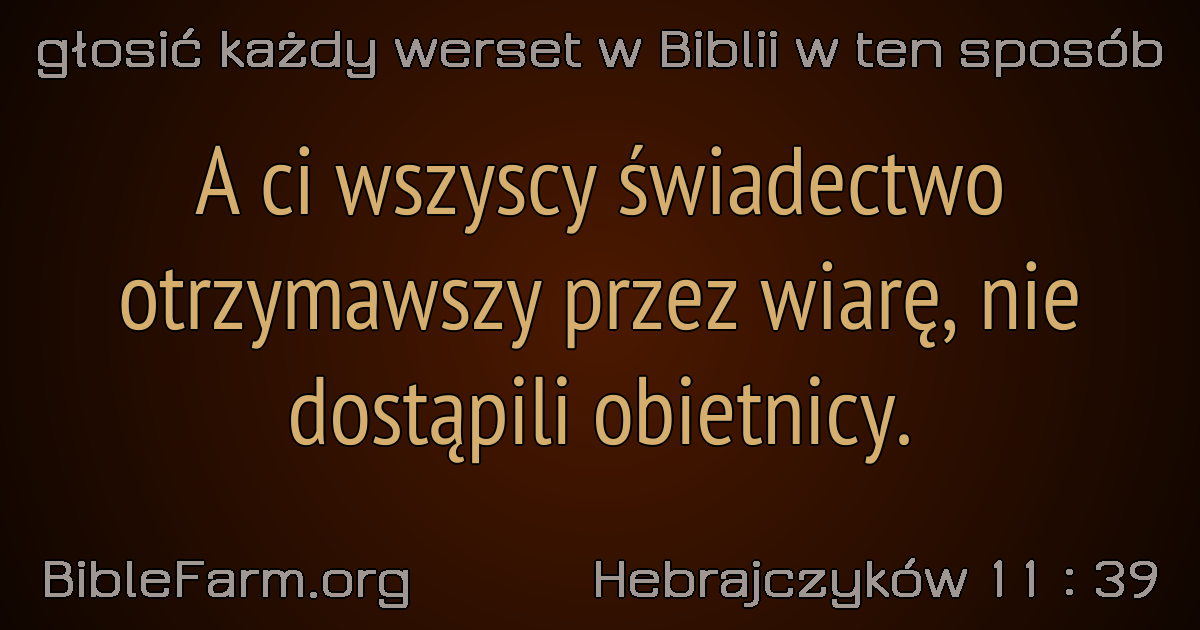 głosić każdy werset w Biblii w ten sposób
A ci wszyscy świadectwo
otrzymawszy przez wiarę, nie
dostąpili obietnicy.
BibleFarm.org
Hebrajczyków 11 : 39